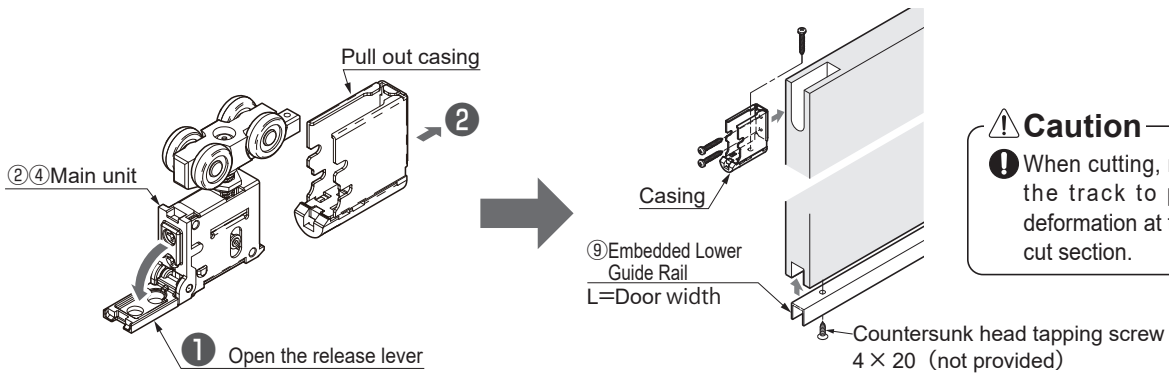 Pull out casing
❷
②④Main unit
❶ Open the release lever
Casing
⑨Embedded Lower
Guide Rail
L=Door width
Countersunk head tapping screw
4×20 (not provided)
Caution
When cutting,
the track to
deformation at
cut section.